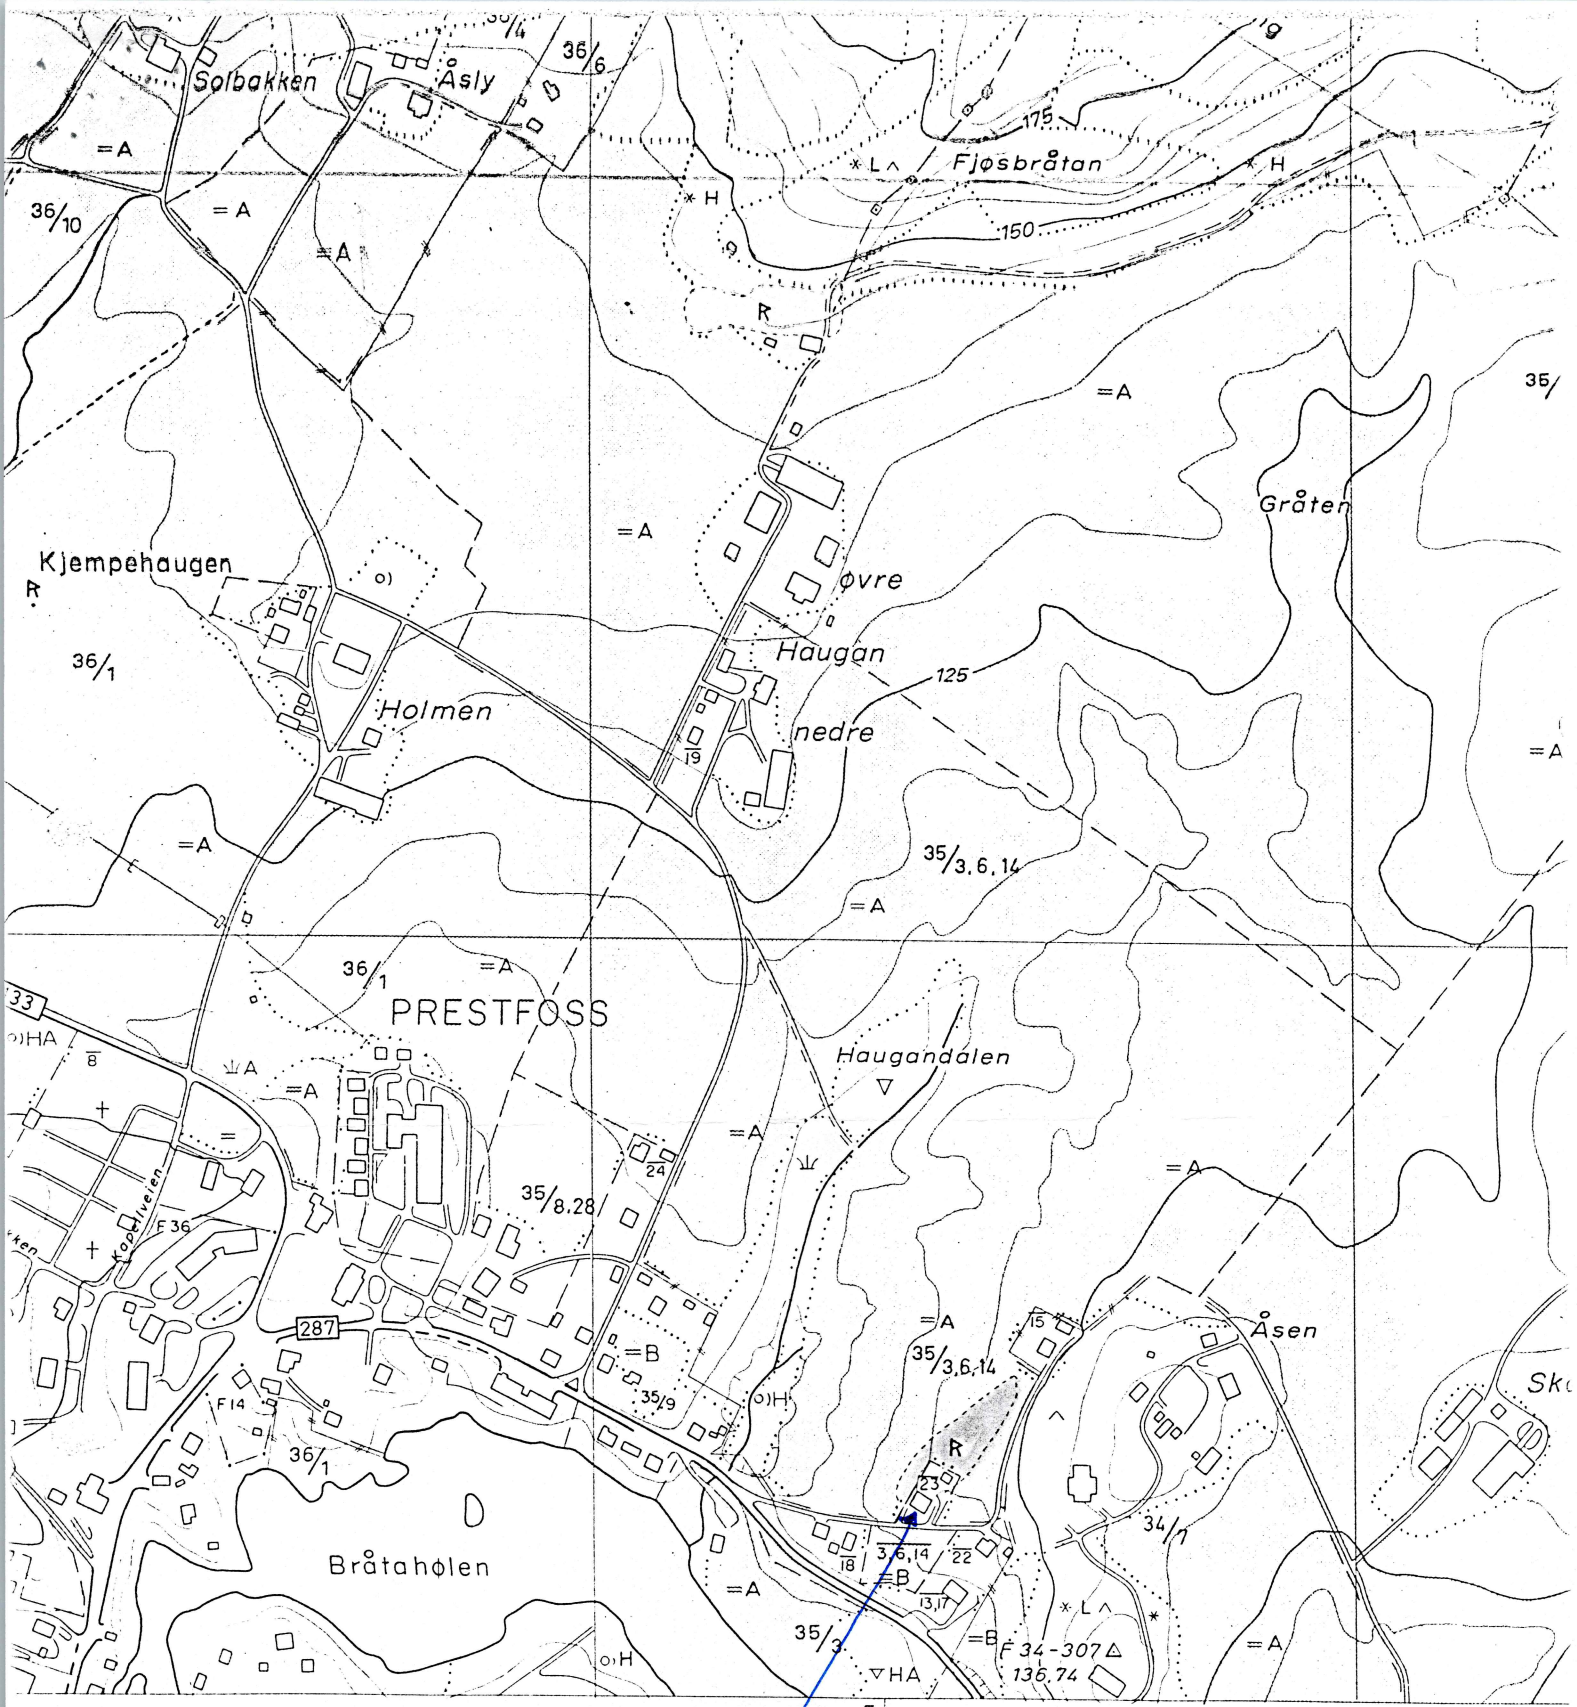 36/4
36/6
Solbakken
Åsly
= A
175
* L ^
Fjøsbråtan
* H
* H
36/10
= A
150
= A
R
= A
35/
Gråten
= A
Kjempehaugen
R
o)
øvre
36/1
Haugan
125
Holmen
nedre
19
= A
= A
35/3,6,14
= A
36/1
= A
PRESTFOSS
33
o)HA
8
A
= A
Haugandalen
=
= A
24
= A
35/8.28
Kapellveien
F 36
ken
287
= A
15
Åsen
= B
35/3,6,14
35/9
F14
o)H
36/1
R
23
34/1
18
3,6,14
22
Bråtahølen
= B
= A
13,17
* L ^
*
35/3
= B
F 34-307
136,74
= A
o)H
HA